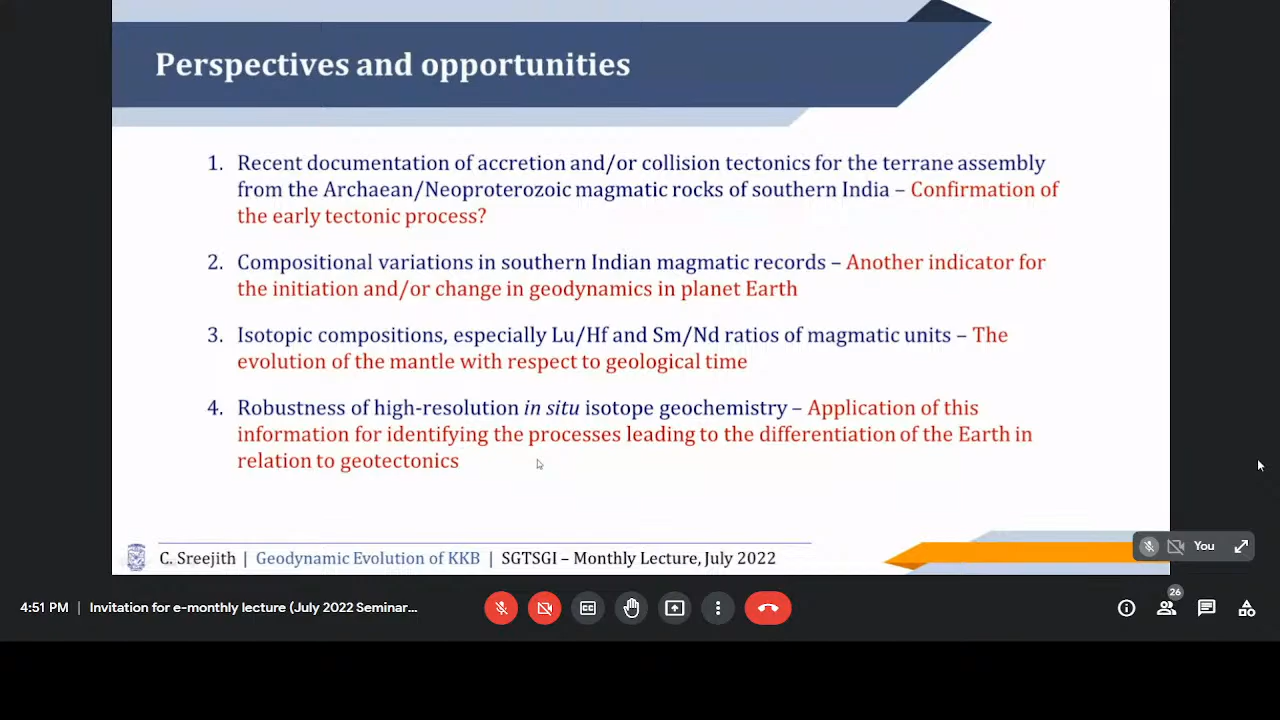 Perspectives and opportunities
1. Recent documentation of accretion and/or collision tectonics for the terrane assembly
from the Archaean/Neoproterozoic magmatic rocks of southern India – Confirmation of
the early tectonic process?
2. Compositional variations in southern Indian magmatic records – Another indicator for
the initiation and/or change in geodynamics in planet Earth
3. Isotopic compositions, especially Lu/Hf and Sm/Nd ratios of magmatic units – The
evolution of the mantle with respect to geological time
4. Robustness of high-resolution in situ isotope geochemistry – Application of this
information for identifying the processes leading to the differentiation of the Earth in
relation to geotectonics
C. Sreejith | Geodynamic Evolution of KKB | SGTSGI – Monthly Lecture, July 2022
You
4:51 PM | Invitation for e-monthly lecture (July 2022 Seminar...
CC
26